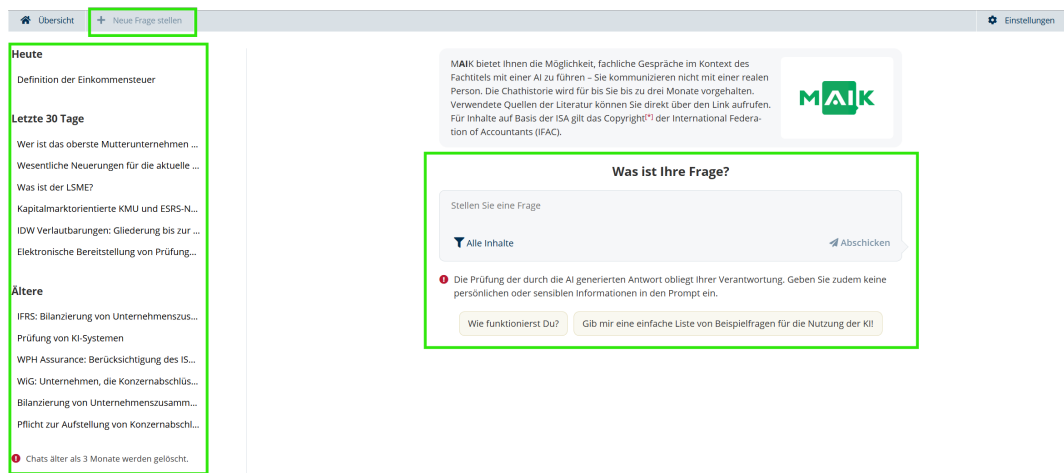 Übersicht
Neue Frage stellen
Einstellungen
Heute
Definition der Einkommensteuer
Letzte 30 Tage
Wer ist das oberste Mutterunternehmen ...
Wesentliche Neuerungen für die aktuelle ...
Was ist der LSME?
Kapitalmarktorientierte KMU und ESRS-N...
IDW Verlautbarungen: Gliederung bis zur ...
Elektronische Bereitstellung von Prüfung...
Ältere
IFRS: Bilanzierung von Unternehmenszus...
Prüfung von KI-Systemen
WPH Assurance: Berücksichtigung des IS...
WiG: Unternehmen, die Konzernabschlüs...
Bilanzierung von Unternehmenszusamm...
Pflicht zur Aufstellung von Konzernabschl...
Chats älter als 3 Monate werden gelöscht.
MAIK bietet Ihnen die Möglichkeit, fachliche Gespräche im Kontext des
Fachtitels mit einer AI zu führen – Sie kommunizieren nicht mit einer realen
Person. Die Chathistorie wird für bis Sie bis zu drei Monate vorgehalten.
Verwendete Quellen der Literatur können Sie direkt über den Link aufrufen.
Für Inhalte auf Basis der ISA gilt das Copyright[*] der International Federa-
tion of Accountants (IFAC).
MAIK
Was ist Ihre Frage?
Stellen Sie eine Frage
Alle Inhalte
Abschicken
Die Prüfung der durch die AI generierten Antwort obliegt Ihrer Verantwortung. Geben Sie zudem keine
persönlichen oder sensiblen Informationen in den Prompt ein.
Wie funktionierst Du?
Gib mir eine einfache Liste von Beispielfragen für die Nutzung der KI!